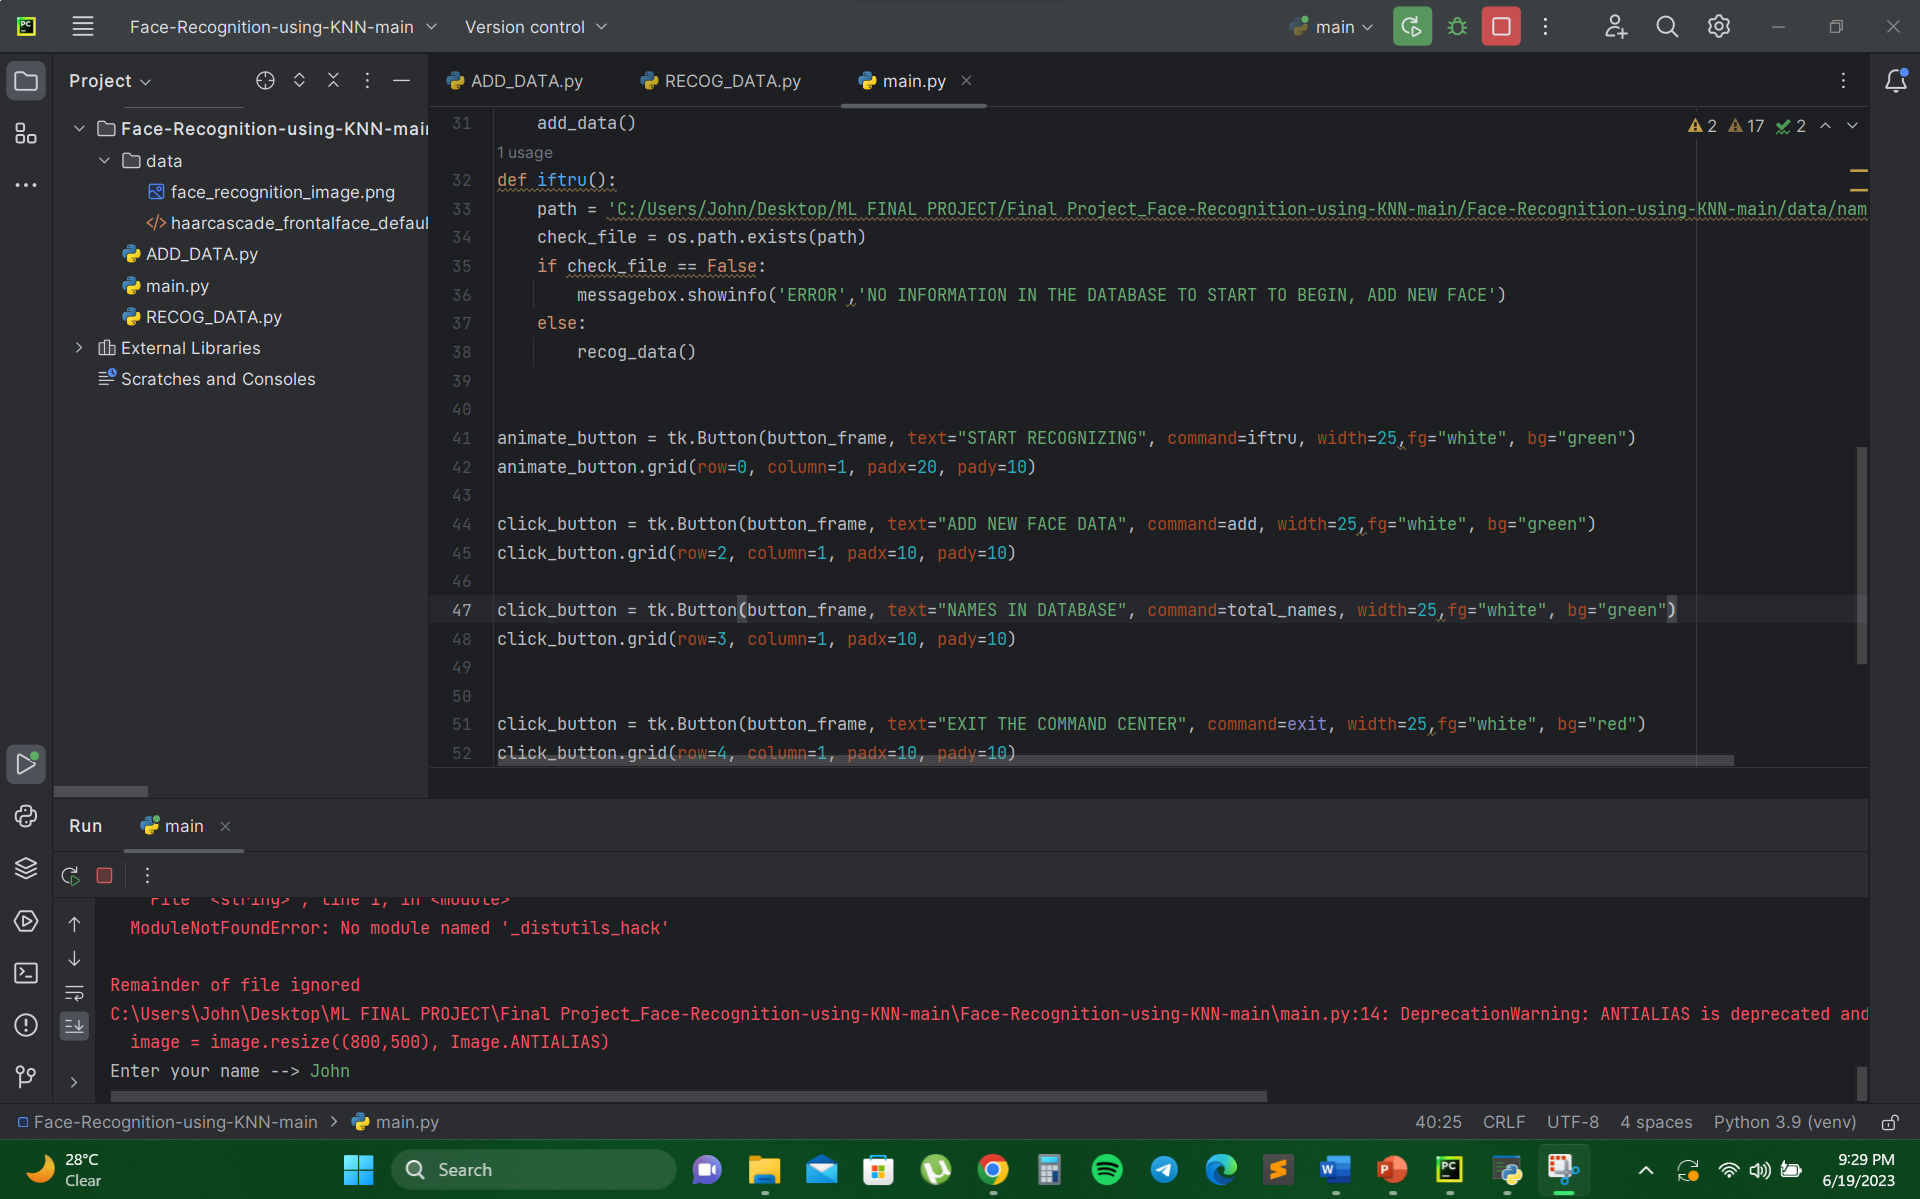 Face-Recognition-using-KNN-main
Version control
main
Project
ADD_DATA.py
RECOG_DATA.py
main.py
Face-Recognition-using-KNN-mai
data
face_recognition_image.png
haarcascade_frontalface_defaul
ADD_DATA.py
main.py
RECOG_DATA.py
External Libraries
Scratches and Consoles
2 17 2
31 add_data()
1 usage
32 def iftru():
33 path = 'C:/Users/John/Desktop/ML FINAL PROJECT/Final Project_Face-Recognition-using-KNN-main/Face-Recognition-using-KNN-main/data/nam
34 check_file = os.path.exists(path)
35 if check_file == False:
36 messagebox.showinfo('ERROR','NO INFORMATION IN THE DATABASE TO START TO BEGIN, ADD NEW FACE')
37 else:
38 recog_data()
39
40
41 animate_button = tk.Button(button_frame, text="START RECOGNIZING", command=iftru, width=25,fg="white", bg="green")
42 animate_button.grid(row=0, column=1, padx=20, pady=10)
43
44 click_button = tk.Button(button_frame, text="ADD NEW FACE DATA", command=add, width=25,fg="white", bg="green")
45 click_button.grid(row=2, column=1, padx=10, pady=10)
46
47 click_button = tk.Button(button_frame, text="NAMES IN DATABASE", command=total_names, width=25,fg="white", bg="green")
48 click_button.grid(row=3, column=1, padx=10, pady=10)
49
50
51 click_button = tk.Button(button_frame, text="EXIT THE COMMAND CENTER", command=exit, width=25,fg="white", bg="red")
52 click_button.grid(row=4, column=1, padx=10, pady=10)
Run
main
File "<string>", line 1, in <module>
ModuleNotFoundError: No module named '_distutils_hack'
Remainder of file ignored
C:\Users\John\Desktop\ML FINAL PROJECT\Final Project_Face-Recognition-using-KNN-main\Face-Recognition-using-KNN-main\main.py:14: DeprecationWarning: ANTIALIAS is deprecated and
image = image.resize((800,500), Image.ANTIALIAS)
Enter your name --> John
Face-Recognition-using-KNN-main
main.py
40:25
CRLF
UTF-8
4 spaces
Python 3.9 (venv)
28°C
Clear
Search
9:29 PM
6/19/2023